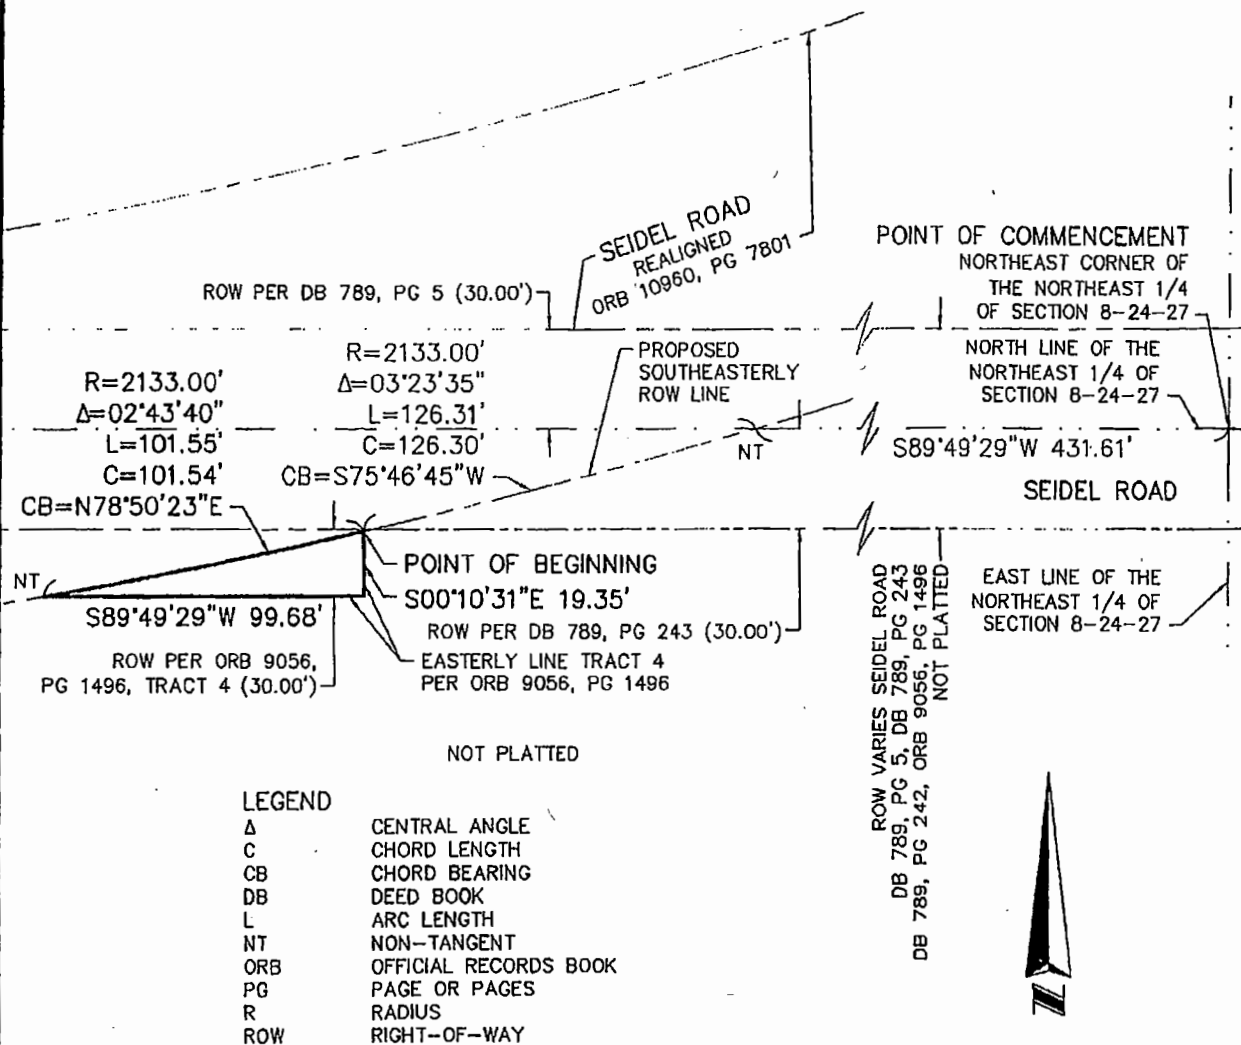 SEIDEL ROAD
REALIGNED
ORB 10960, PG 7801
POINT OF COMMENCEMENT
NORTHEAST CORNER OF
THE NORTHEAST 1/4
OF SECTION 8-24-27
ROW PER DB 789, PG 5 (30.00')
R=2133.00'
Δ=02°43'40"
L=101.55'
C=101.54'
CB=N78°50'23"E
R=2133.00'
Δ=03°23'35"
L=126.31'
C=126.30'
CB=S75°46'45"W
PROPOSED
SOUTHEASTERLY
ROW LINE
NORTH LINE OF THE
NORTHEAST 1/4 OF
SECTION 8-24-27
NT
S89°49'29"W 431.61'
SEIDEL ROAD
NT
POINT OF BEGINNING
S00°10'31"E 19.35'
S89°49'29"W 99.68'
ROW PER DB 789, PG 243 (30.00')
EAST LINE OF THE
NORTHEAST 1/4 OF
SECTION 8-24-27
ROW PER ORB 9056,
PG 1496, TRACT 4 (30.00')
EASTERLY LINE TRACT 4
PER ORB 9056, PG 1496
ROW VARIES SEIDEL ROAD
DB 789, PG 5, DB 789, PG 243
DB 789, PG 242, ORB 9056, PG 1496
NOT PLATTED
NOT PLATTED
LEGEND
Δ CENTRAL ANGLE
C CHORD LENGTH
CB CHORD BEARING
DB DEED BOOK
L ARC LENGTH
NT NON-TANGENT
ORB OFFICIAL RECORDS BOOK
PG PAGE OR PAGES
R RADIUS
ROW RIGHT-OF-WAY
N